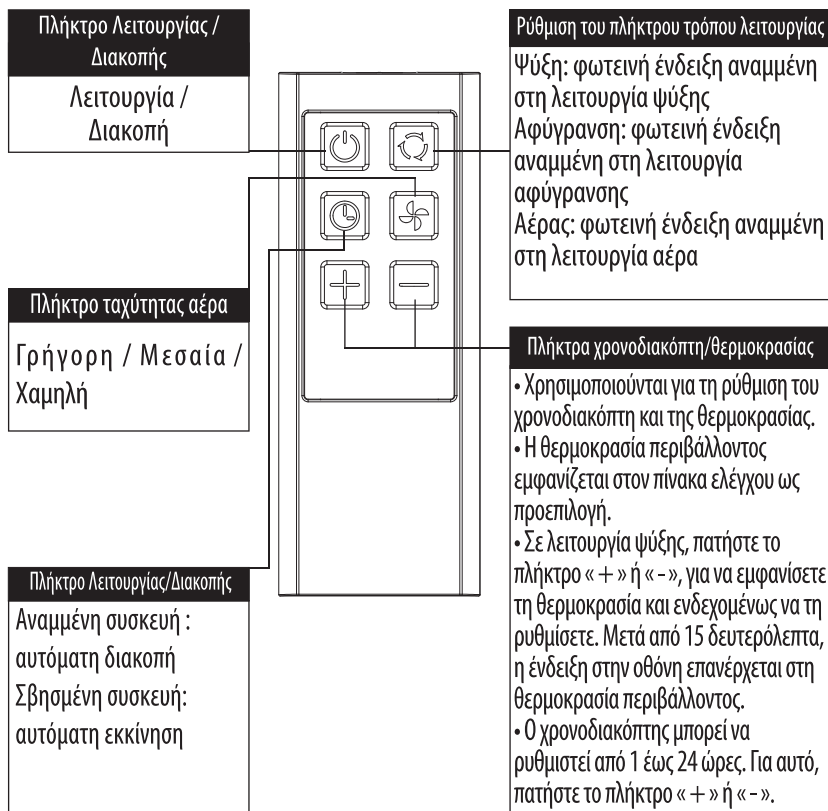 Πλήκτρο Λειτουργίας /
Διακοπής
Λειτουργία /
Διακοπή
Πλήκτρο ταχύτητας αέρα
Γρήγορη / Μεσαία /
Χαμηλή
Πλήκτρο Λειτουργίας/Διακοπής
Αναμμένη συσκευή :
αυτόματη διακοπή
Σβησμένη συσκευή:
αυτόματη εκκίνηση
Ρύθμιση του πλήκτρου τρόπου λειτουργίας
Ψύξη: φωτεινή ένδειξη αναμμένη
στη λειτουργία ψύξης
Αφύγρανση: φωτεινή ένδειξη
αναμμένη στη λειτουργία
αφύγρανσης
Αέρας: φωτεινή ένδειξη αναμμένη
στη λειτουργία αέρα
Πλήκτρα χρονοδιακόπτη/θερμοκρασίας
• Χρησιμοποιούνται για τη ρύθμιση του
χρονοδιακόπτη και της θερμοκρασίας.
• Η θερμοκρασία περιβάλλοντος
εμφανίζεται στον πίνακα ελέγχου ως
προεπιλογή.
• Σε λειτουργία ψύξης, πατήστε το
πλήκτρο « + » ή « - », για να εμφανίσετε
τη θερμοκρασία και ενδεχομένως να τη
ρυθμίσετε. Μετά από 15 δευτερόλεπτα,
η ένδειξη στην οθόνη επανέρχεται στη
θερμοκρασία περιβάλλοντος.
• Ο χρονοδιακόπτης μπορεί να
ρυθμιστεί από 1 έως 24 ώρες. Για αυτό,
πατήστε το πλήκτρο « + » ή « - ».